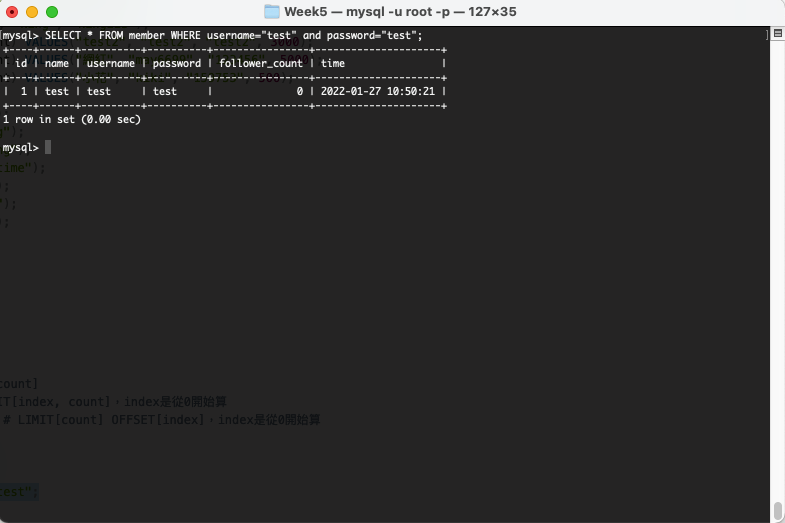 Week5 — mysql -u root -p — 127×35
[mysql> SELECT * FROM member WHERE username="test" and password="test"; ]
+----+------+----------+----------+----------------+---------------------+
| id | name | username | password | follower_count | time                |
+----+------+----------+----------+----------------+---------------------+
|  1 | test | test     | test     |              0 | 2022-01-27 10:50:21 |
+----+------+----------+----------+----------------+---------------------+
1 row in set (0.00 sec)
");
mysql>
time");
);
");
);
count]
IT[index, count]，index是從0開始算
# LIMIT[count] OFFSET[index]，index是從0開始算
test";